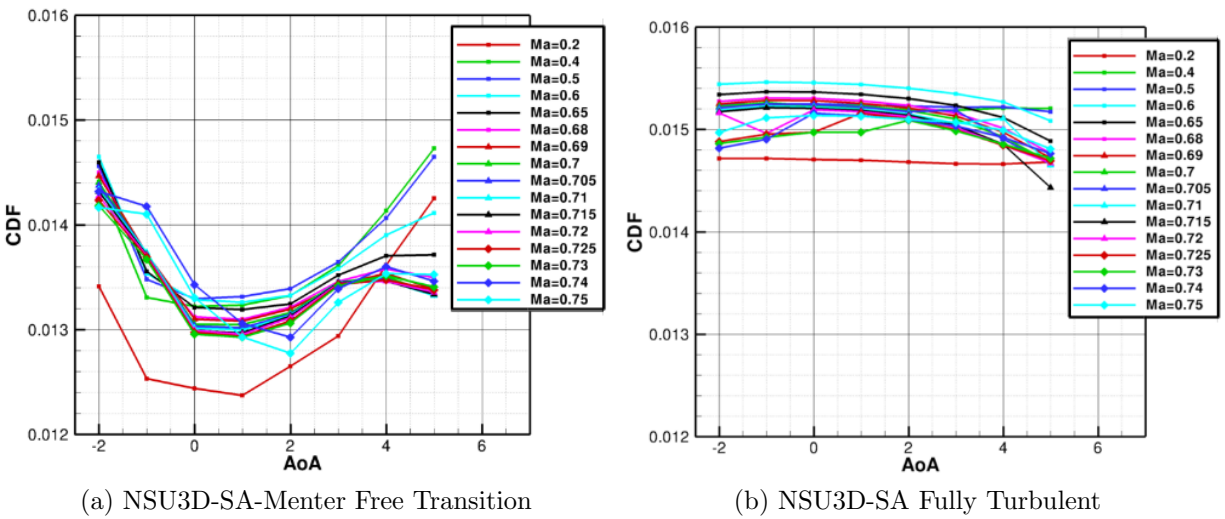 0.016
0.015
0.014
0.013
0.012
CDF
-2
0
2
4
6
AoA
Ma=0.2
Ma=0.4
Ma=0.5
Ma=0.6
Ma=0.65
Ma=0.68
Ma=0.69
Ma=0.7
Ma=0.705
Ma=0.71
Ma=0.715
Ma=0.72
Ma=0.725
Ma=0.73
Ma=0.74
Ma=0.75
(a) NSU3D-SA-Menter Free Transition
0.016
0.015
0.014
0.013
0.012
CDF
-2
0
2
4
6
AoA
Ma=0.2
Ma=0.4
Ma=0.5
Ma=0.6
Ma=0.65
Ma=0.68
Ma=0.69
Ma=0.7
Ma=0.705
Ma=0.71
Ma=0.715
Ma=0.72
Ma=0.725
Ma=0.73
Ma=0.74
Ma=0.75
(b) NSU3D-SA Fully Turbulent